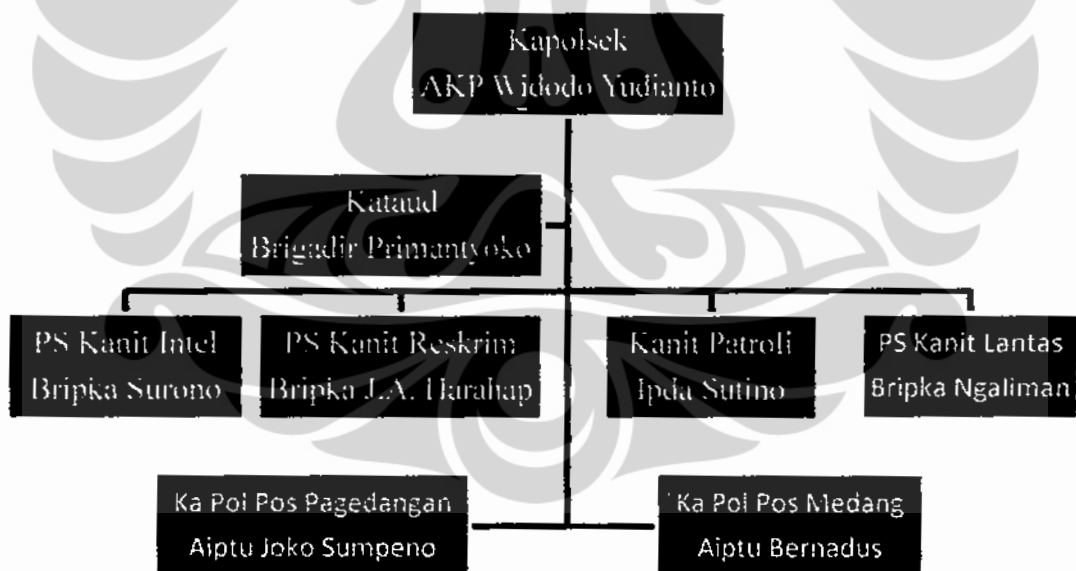 Kapolsek
AKP Widodo Yudianto
Kataud
Brigadir Primantyoko
PS Kanit Intel
Bripka Surono
PS Kanit Reskrim
Bripka J.A. Harahap
Kanit Patroli
Ipda Sutino
PS Kanit Lantas
Bripka Ngaliman
Ka Pol Pos Pagedangan
Aiptu Joko Sumpeno
Ka Pol Pos Medang
Aiptu Bernadus